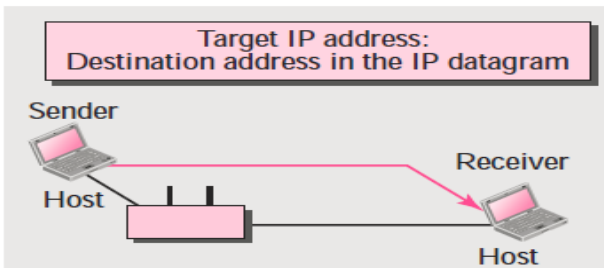 Target IP address:
Destination address in the IP datagram
Sender
Receiver
Host
Host